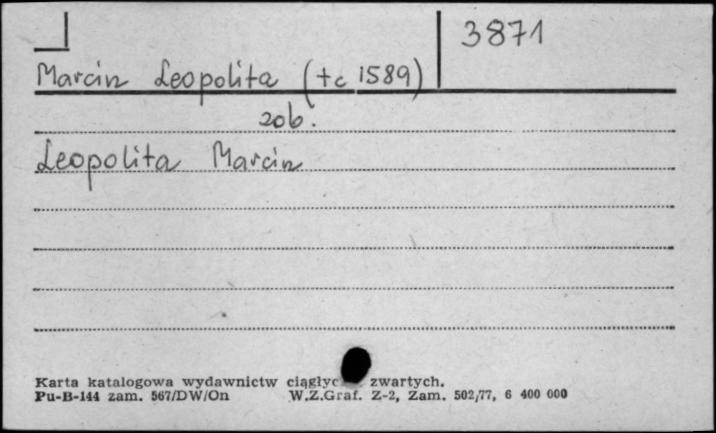 3871
Marcin Leopolita (†c 1589)
zob.
Leopolita Marcin
Karta katalogowa wydawnictw ciągłyc zwartych.
Pu-B-144 zam. 567/DW/On W.Z.Graf. Z-2, Zam. 502/77, 6 400 000